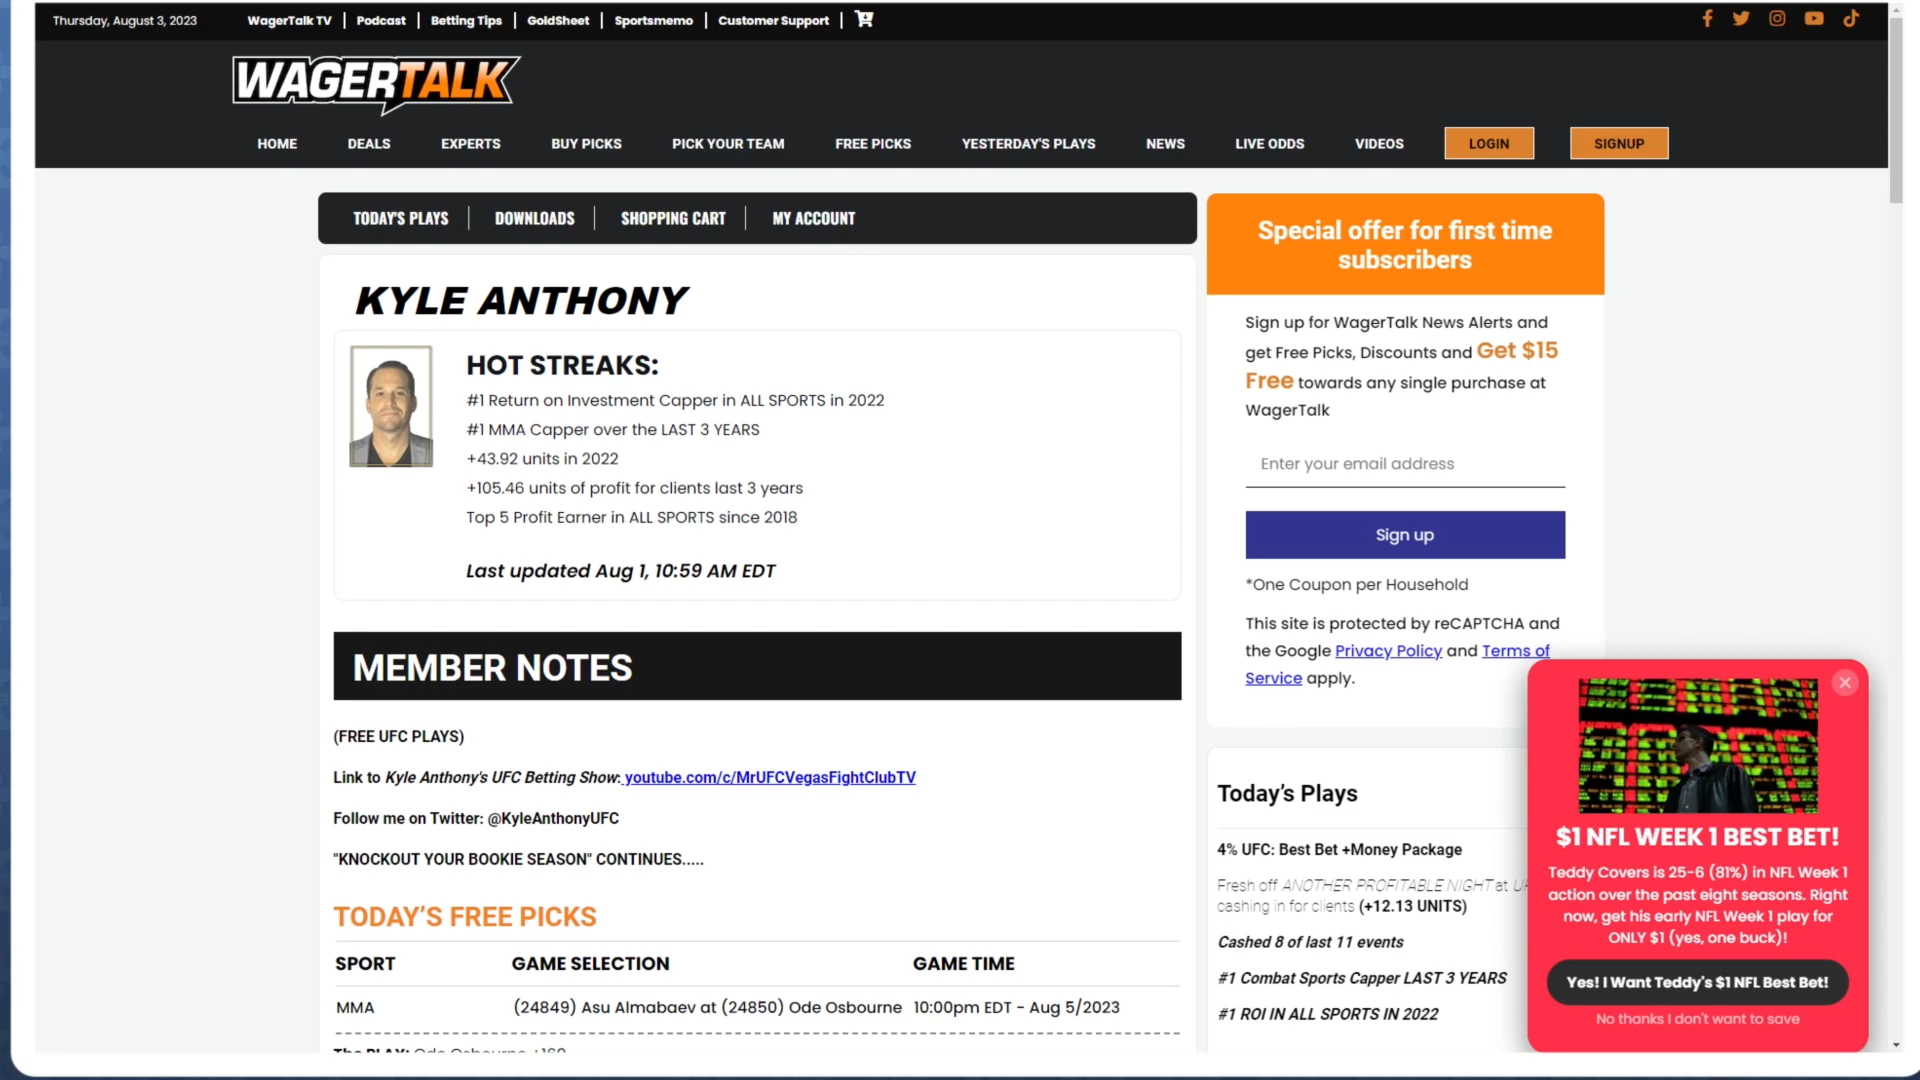 Thursday, August 3, 2023
WagerTalk TV
Podcast
Betting Tips
GoldSheet
Sportsmemo
Customer Support
WAGERTALK
HOME
DEALS
EXPERTS
BUY PICKS
PICK YOUR TEAM
FREE PICKS
YESTERDAY'S PLAYS
NEWS
LIVE ODDS
VIDEOS
LOGIN
SIGNUP
TODAY'S PLAYS
DOWNLOADS
SHOPPING CART
MY ACCOUNT
KYLE ANTHONY
HOT STREAKS:
#1 Return on Investment Capper in ALL SPORTS in 2022
#1 MMA Capper over the LAST 3 YEARS
+43.92 units in 2022
+105.46 units of profit for clients last 3 years
Top 5 Profit Earner in ALL SPORTS since 2018
Last updated Aug 1, 10:59 AM EDT
MEMBER NOTES
(FREE UFC PLAYS)
Link to Kyle Anthony's UFC Betting Show: youtube.com/c/MrUFCVegasFightClubTV
Follow me on Twitter: @KyleAnthonyUFC
"KNOCKOUT YOUR BOOKIE SEASON" CONTINUES.....
TODAY'S FREE PICKS
SPORT GAME SELECTION GAME TIME
MMA (24849) Asu Almabaev at (24850) Ode Osbourne 10:00pm EDT - Aug 5/2023
The PLAY: Ode Osbourne +160
Special offer for first time
subscribers
Sign up for WagerTalk News Alerts and
get Free Picks, Discounts and Get $15
Free towards any single purchase at
WagerTalk
Enter your email address
Sign up
*One Coupon per Household
This site is protected by reCAPTCHA and
the Google Privacy Policy and Terms of
Service apply.
Today's Plays
4% UFC: Best Bet +Money Package
Fresh off ANOTHER PROFITABLE NIGHT at
cashing in for clients (+12.13 UNITS)
Cashed 8 of last 11 events
#1 Combat Sports Capper LAST 3 YEARS
#1 ROI IN ALL SPORTS IN 2022
$1 NFL WEEK 1 BEST BET!
Teddy Covers is 25-6 (81%) in NFL Week 1
action over the past eight seasons. Right
now, get his early NFL Week 1 play for
ONLY $1 (yes, one buck)!
Yes! I Want Teddy's $1 NFL Best Bet!
No thanks I don't want to save